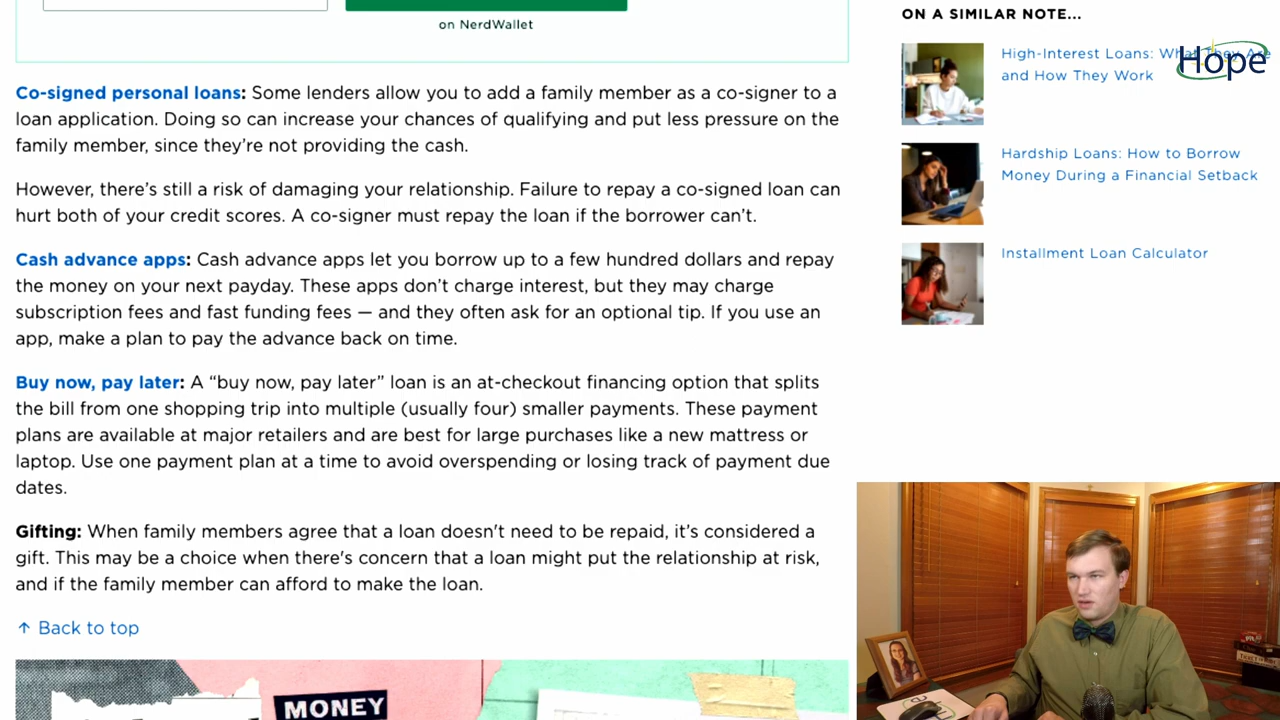 on NerdWallet
Co-signed personal loans: Some lenders allow you to add a family member as a co-signer to a
loan application. Doing so can increase your chances of qualifying and put less pressure on the
family member, since they’re not providing the cash.
However, there’s still a risk of damaging your relationship. Failure to repay a co-signed loan can
hurt both of your credit scores. A co-signer must repay the loan if the borrower can’t.
Cash advance apps: Cash advance apps let you borrow up to a few hundred dollars and repay
the money on your next payday. These apps don’t charge interest, but they may charge
subscription fees and fast funding fees — and they often ask for an optional tip. If you use an
app, make a plan to pay the advance back on time.
Buy now, pay later: A “buy now, pay later” loan is an at-checkout financing option that splits
the bill from one shopping trip into multiple (usually four) smaller payments. These payment
plans are available at major retailers and are best for large purchases like a new mattress or
laptop. Use one payment plan at a time to avoid overspending or losing track of payment due
dates.
Gifting: When family members agree that a loan doesn't need to be repaid, it’s considered a
gift. This may be a choice when there's concern that a loan might put the relationship at risk,
and if the family member can afford to make the loan.
↑ Back to top
MONEY
ON A SIMILAR NOTE...
High-Interest Loans: What They Are
and How They Work
Hope
Hardship Loans: How to Borrow
Money During a Financial Setback
Installment Loan Calculator